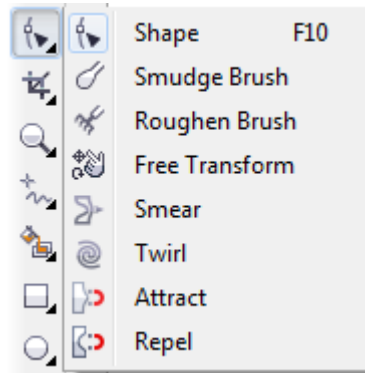 Shape F10
Smudge Brush
Roughen Brush
Free Transform
Smear
Twirl
Attract
Repel